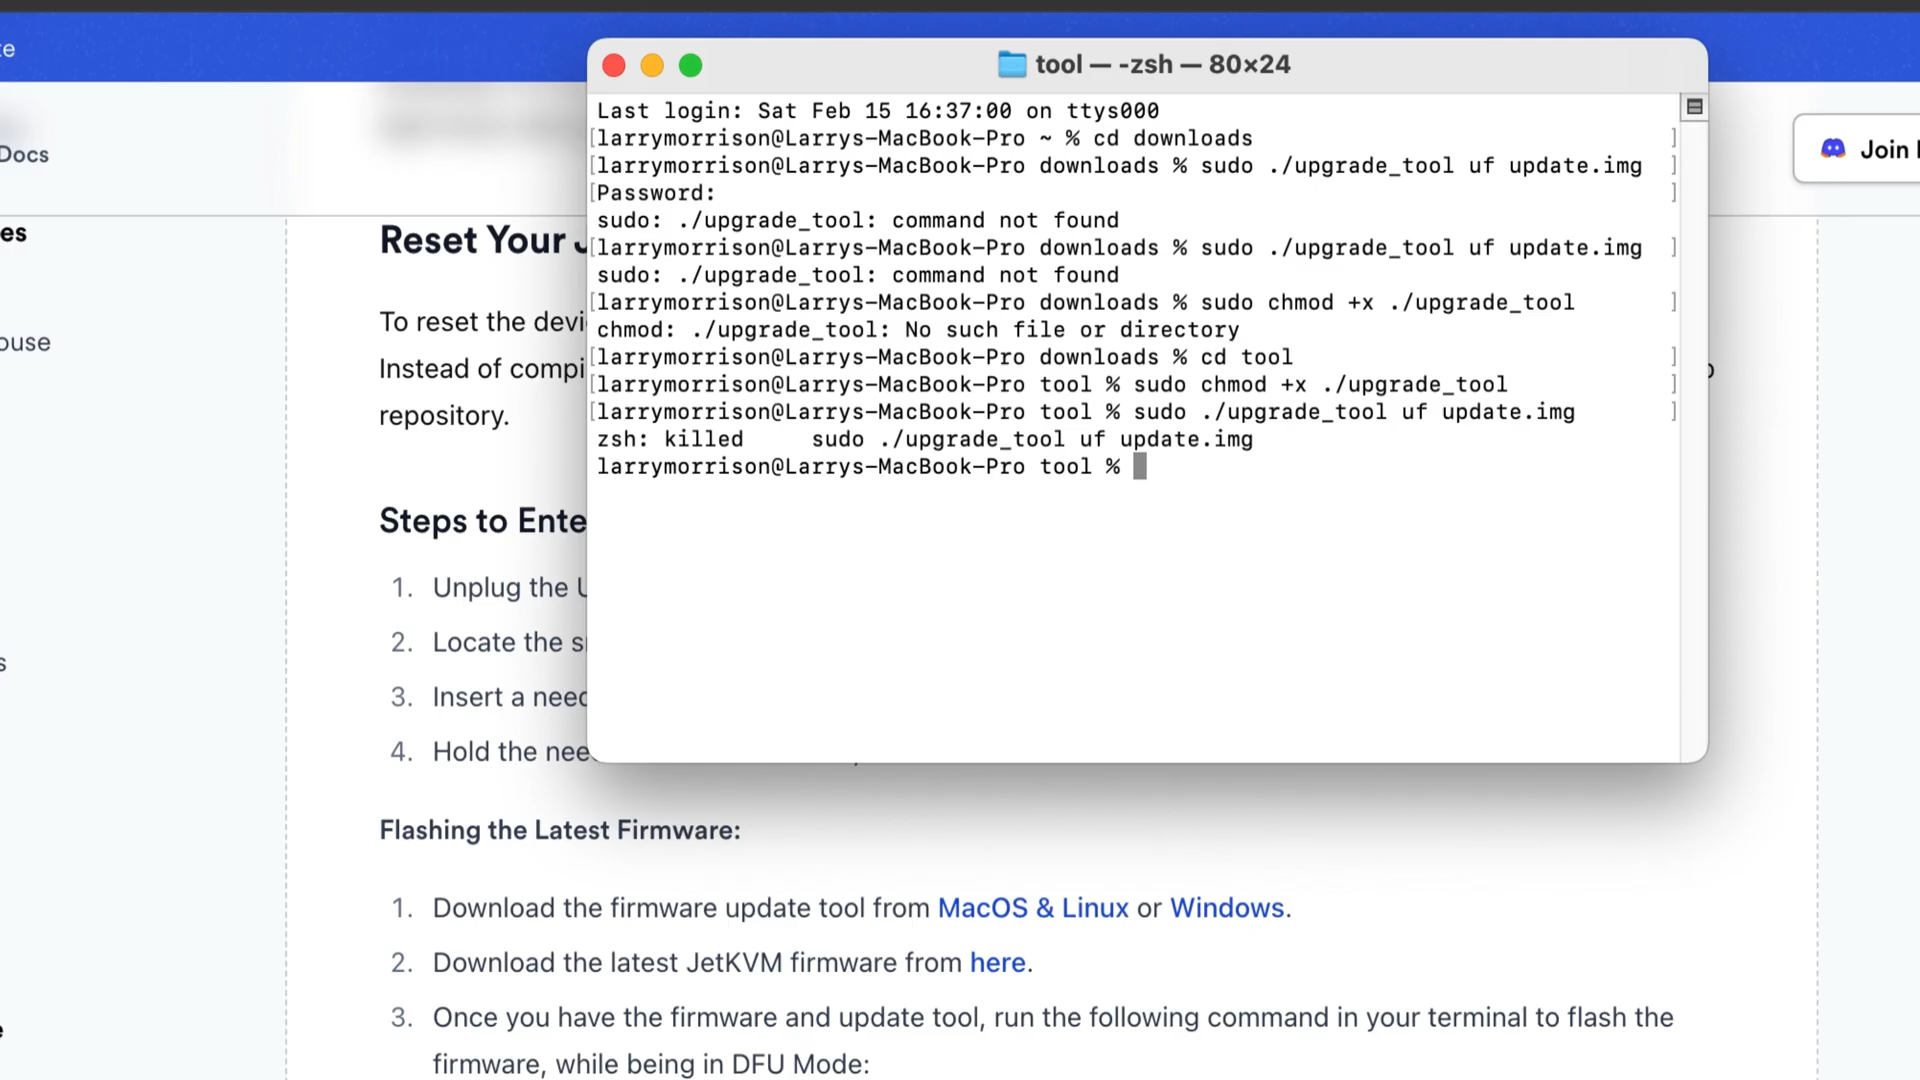 Docs
tool — -zsh — 80×24
Last login: Sat Feb 15 16:37:00 on ttys000
[larrymorrison@Larrys-MacBook-Pro ~ % cd downloads ]
[larrymorrison@Larrys-MacBook-Pro downloads % sudo ./upgrade_tool uf update.img ]
[Password: ]
sudo: ./upgrade_tool: command not found
[larrymorrison@Larrys-MacBook-Pro downloads % sudo ./upgrade_tool uf update.img ]
sudo: ./upgrade_tool: command not found
[larrymorrison@Larrys-MacBook-Pro downloads % sudo chmod +x ./upgrade_tool ]
chmod: ./upgrade_tool: No such file or directory
[larrymorrison@Larrys-MacBook-Pro downloads % cd tool ]
[larrymorrison@Larrys-MacBook-Pro tool % sudo chmod +x ./upgrade_tool ]
[larrymorrison@Larrys-MacBook-Pro tool % sudo ./upgrade_tool uf update.img ]
zsh: killed     sudo ./upgrade_tool uf update.img
larrymorrison@Larrys-MacBook-Pro tool %
Join
Reset Your
To reset the devi
Instead of compi
repository.
Steps to Ente
1. Unplug the
2. Locate the s
3. Insert a need
4. Hold the nee
Flashing the Latest Firmware:
1. Download the firmware update tool from MacOS & Linux or Windows.
2. Download the latest JetKVM firmware from here.
3. Once you have the firmware and update tool, run the following command in your terminal to flash the
firmware, while being in DFU Mode: